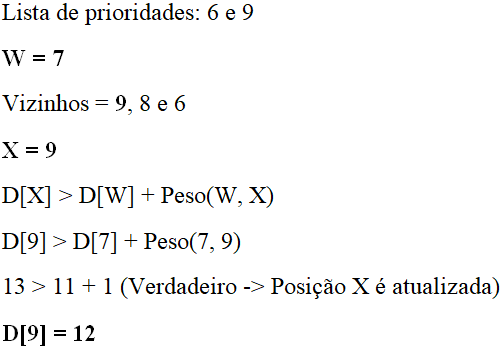 Lista de prioridades: 6 e 9
W = 7
Vizinhos = 9, 8 e 6
X = 9
D[X] > D[W] + Peso(W, X)
D[9] > D[7] + Peso(7, 9)
13 > 11 + 1 (Verdadeiro -> Posição X é atualizada)
D[9] = 12